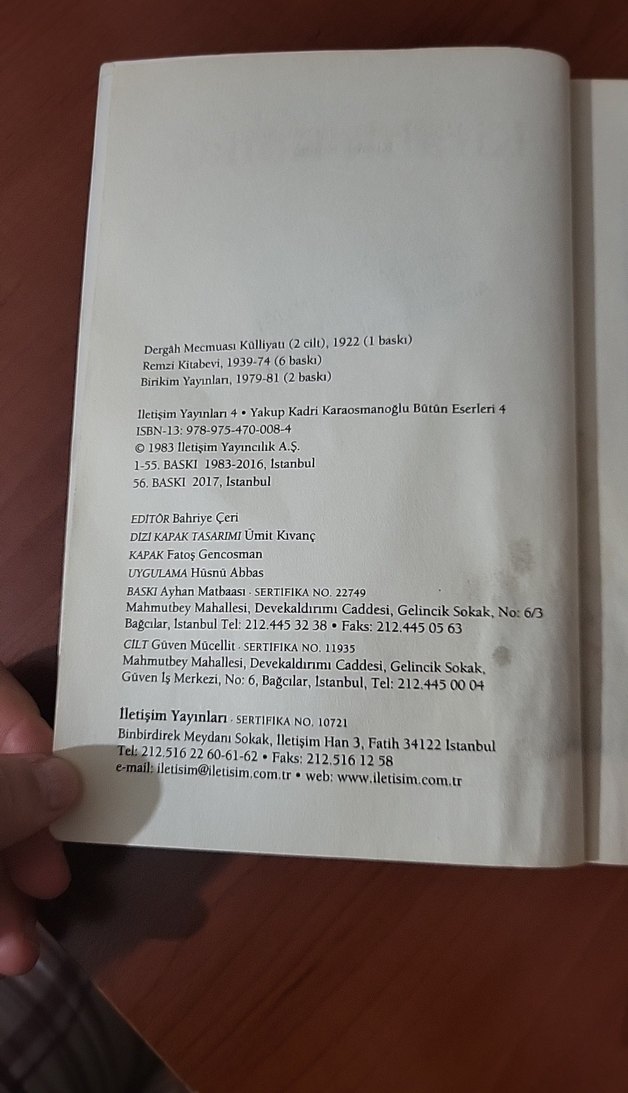 Dergâh Mecmuası Külliyatı (2 cilt), 1922 (1 baskı)
Remzi Kitabevi, 1939-74 (6 baskı)
Birikim Yayınları, 1979-81 (2 baskı)
İletişim Yayınları 4 • Yakup Kadri Karaosmanoğlu Bütün Eserleri 4
ISBN-13: 978-975-470-008-4
© 1983 İletişim Yayıncılık A.Ş.
1-55. BASKI 1983-2016, İstanbul
56. BASKI 2017, İstanbul
EDİTÖR Bahriye Çeri
DİZİ KAPAK TASARIMI Ümit Kıvanç
KAPAK Fatoş Gencosman
UYGULAMA Hüsnü Abbas
BASKI Ayhan Matbaası · SERTİFİKA NO. 22749
Mahmutbey Mahallesi, Devekaldırımı Caddesi, Gelincik Sokak, No: 6/3
Bağcılar, İstanbul Tel: 212.445 32 38 • Faks: 212.445 05 63
CİLT Güven Mücellit · SERTİFİKA NO. 11935
Mahmutbey Mahallesi, Devekaldırımı Caddesi, Gelincik Sokak,
Güven İş Merkezi, No: 6, Bağcılar, İstanbul, Tel: 212.445 00 04
İletişim Yayınları · SERTİFİKA NO. 10721
Binbirdirek Meydanı Sokak, İletişim Han 3, Fatih 34122 İstanbul
Tel: 212.516 22 60-61-62 • Faks: 212.516 12 58
e-mail: iletisim@iletisim.com.tr • web: www.iletisim.com.tr